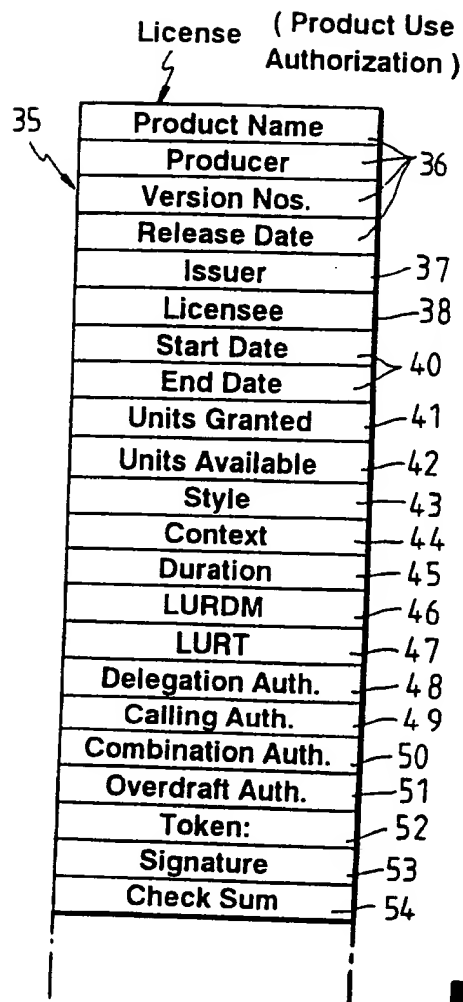 License ( Product Use
Authorization )
35
Product Name
Producer
36
Version Nos.
Release Date
Issuer 37
Licensee 38
Start Date
40
End Date
Units Granted 41
Units Available 42
Style 43
Context 44
Duration 45
LURDM 46
LURT 47
Delegation Auth. 48
Calling Auth. 49
Combination Auth. 50
Overdraft Auth. 51
Token: 52
Signature 53
Check Sum 54